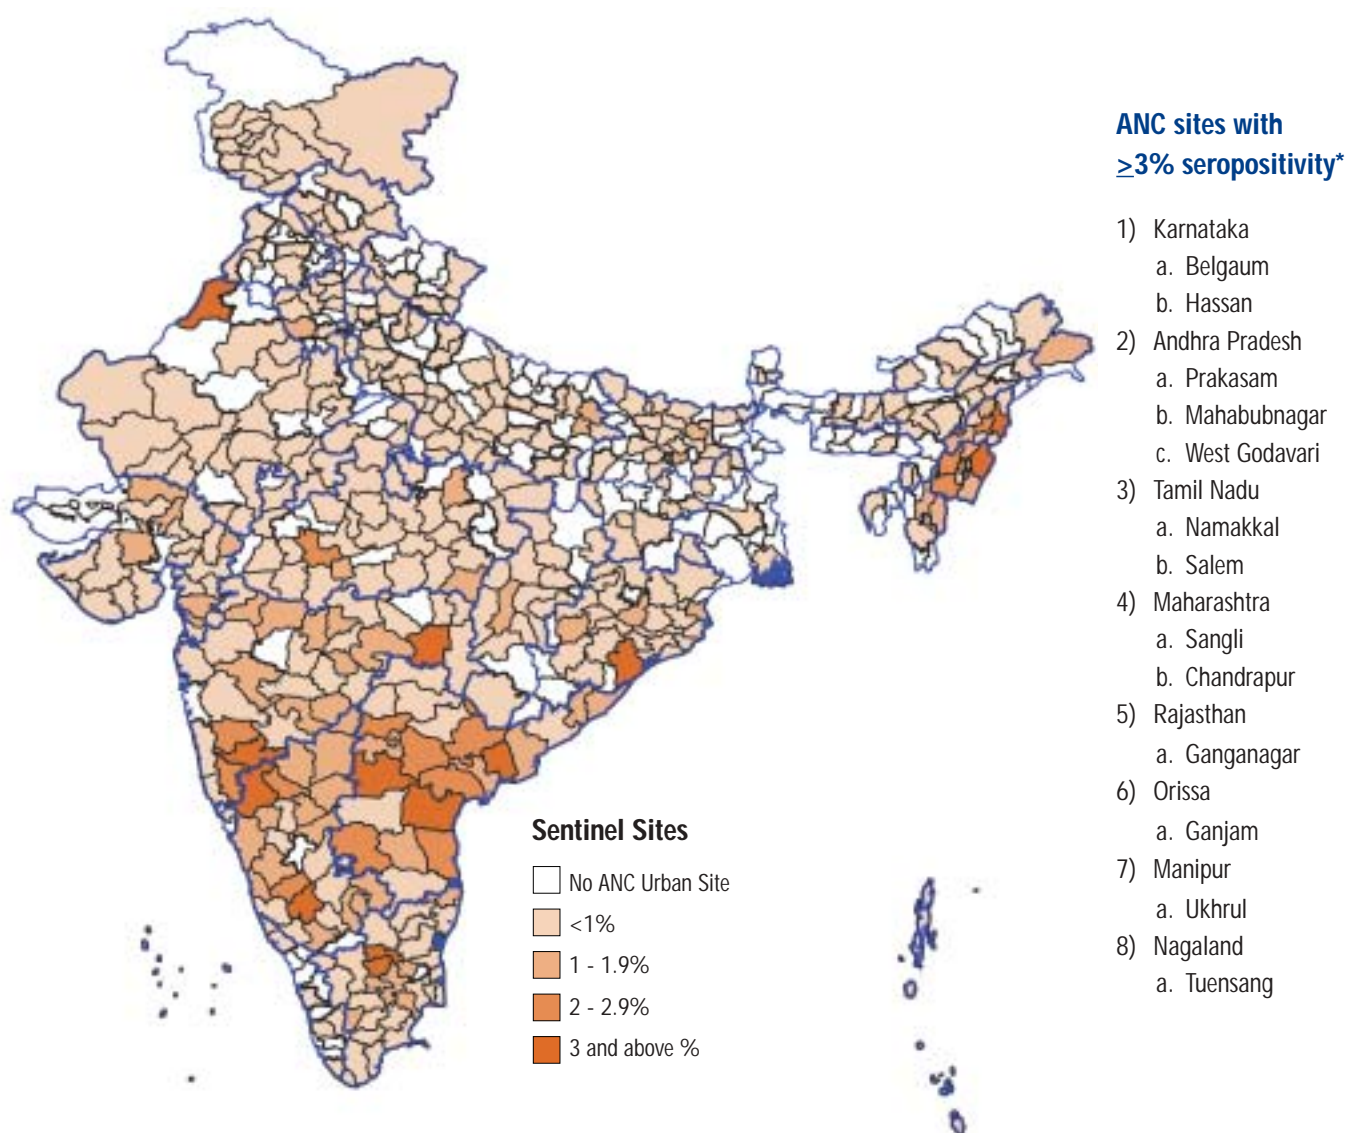 ANC sites with
≥3% seropositivity*
1) Karnataka
a. Belgaum
b. Hassan
2) Andhra Pradesh
a. Prakasam
b. Mahabubnagar
c. West Godavari
3) Tamil Nadu
a. Namakkal
b. Salem
4) Maharashtra
a. Sangli
b. Chandrapur
5) Rajasthan
a. Ganganagar
6) Orissa
a. Ganjam
7) Manipur
a. Ukhrul
8) Nagaland
a. Tuensang
Sentinel Sites
No ANC Urban Site
<1%
1 - 1.9%
2 - 2.9%
3 and above %